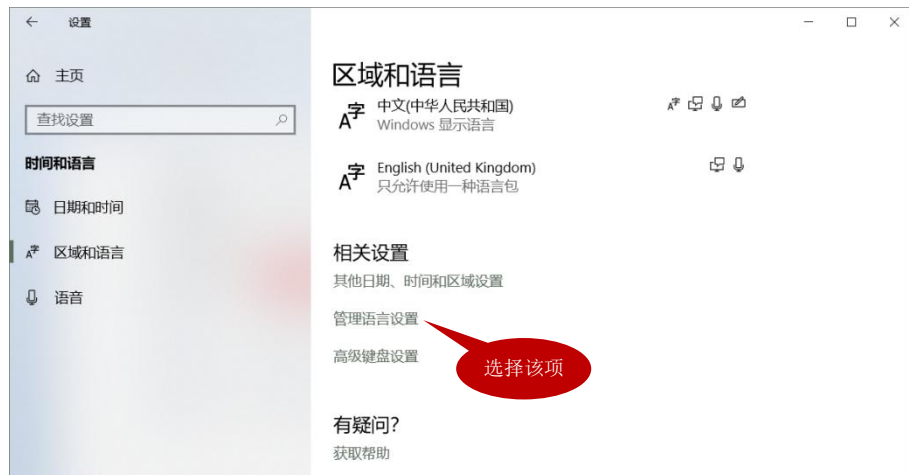 设置
主页
查找设置
时间和语言
日期和时间
区域和语言
语音
区域和语言
中文(中华人民共和国)
Windows 显示语言
English (United Kingdom)
只允许使用一种语言包
相关设置
其他日期、时间和区域设置
管理语言设置
高级键盘设置
选择该项
有疑问?
获取帮助